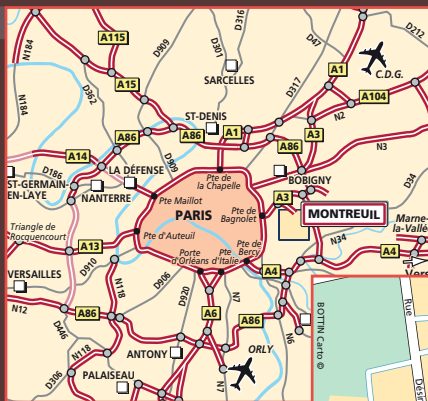 N184
A115
D909
D301
D316
D47
D212
A15
SARCELLES
A1
C.D.G.
N184
D362
D317
A104
ST-DENIS
A86
A86
A1
A86
A3
N2
N3
A14
D186
LA DÉFENSE
D909
Pte de
la Chapelle
BOBIGNY
D34
ST-GERMAIN-
EN-LAYE
NANTERRE
Pte Maillot
A3
PARIS
Pte de
Bagnolet
MONTREUIL
Marne-
la-Vallé
Triangle de
Rocquencourt
Pte d'Auteuil
N34
A13
Pte de
Bercy
A4
Porte
d'Orléans
Pte
d'Italie
A4
VERSAILLES
D910
N118
D906
D920
N7
N12
A86
A6
A86
N6
D446
N118
ANTONY
ORLY
D306
PALAISEAU
N7
BOTTIN Carto ©
Rue